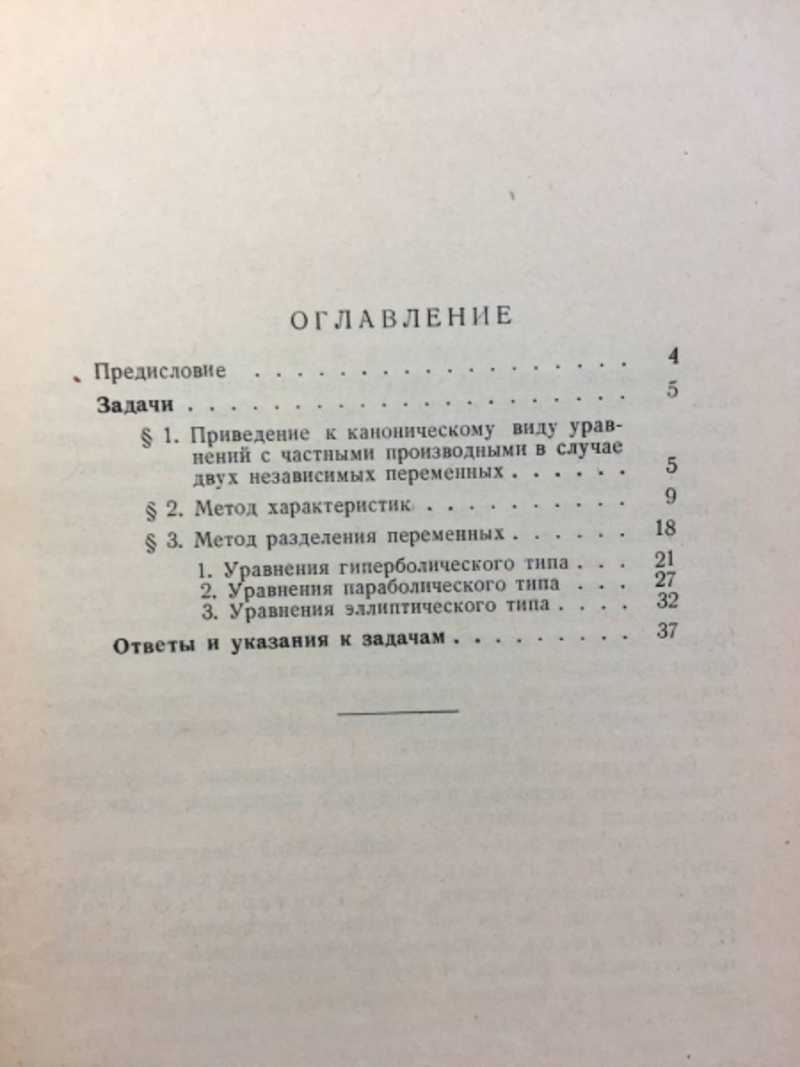 ОГЛАВЛЕНИЕ
Предисловие . . . . . . . . . . . . . . . . . . 4
Задачи . . . . . . . . . . . . . . . . . . . . . 5
§ 1. Приведение к каноническому виду урав-
нений с частными производными в случае
двух независимых переменных . . . . . . 5
§ 2. Метод характеристик . . . . . . . . . . 9
§ 3. Метод разделения переменных . . . . . . 18
1. Уравнения гиперболического типа . . . 21
2. Уравнения параболического типа . . . 27
3. Уравнения эллиптического типа . . . . 32
Ответы и указания к задачам . . . . . . . . . 37